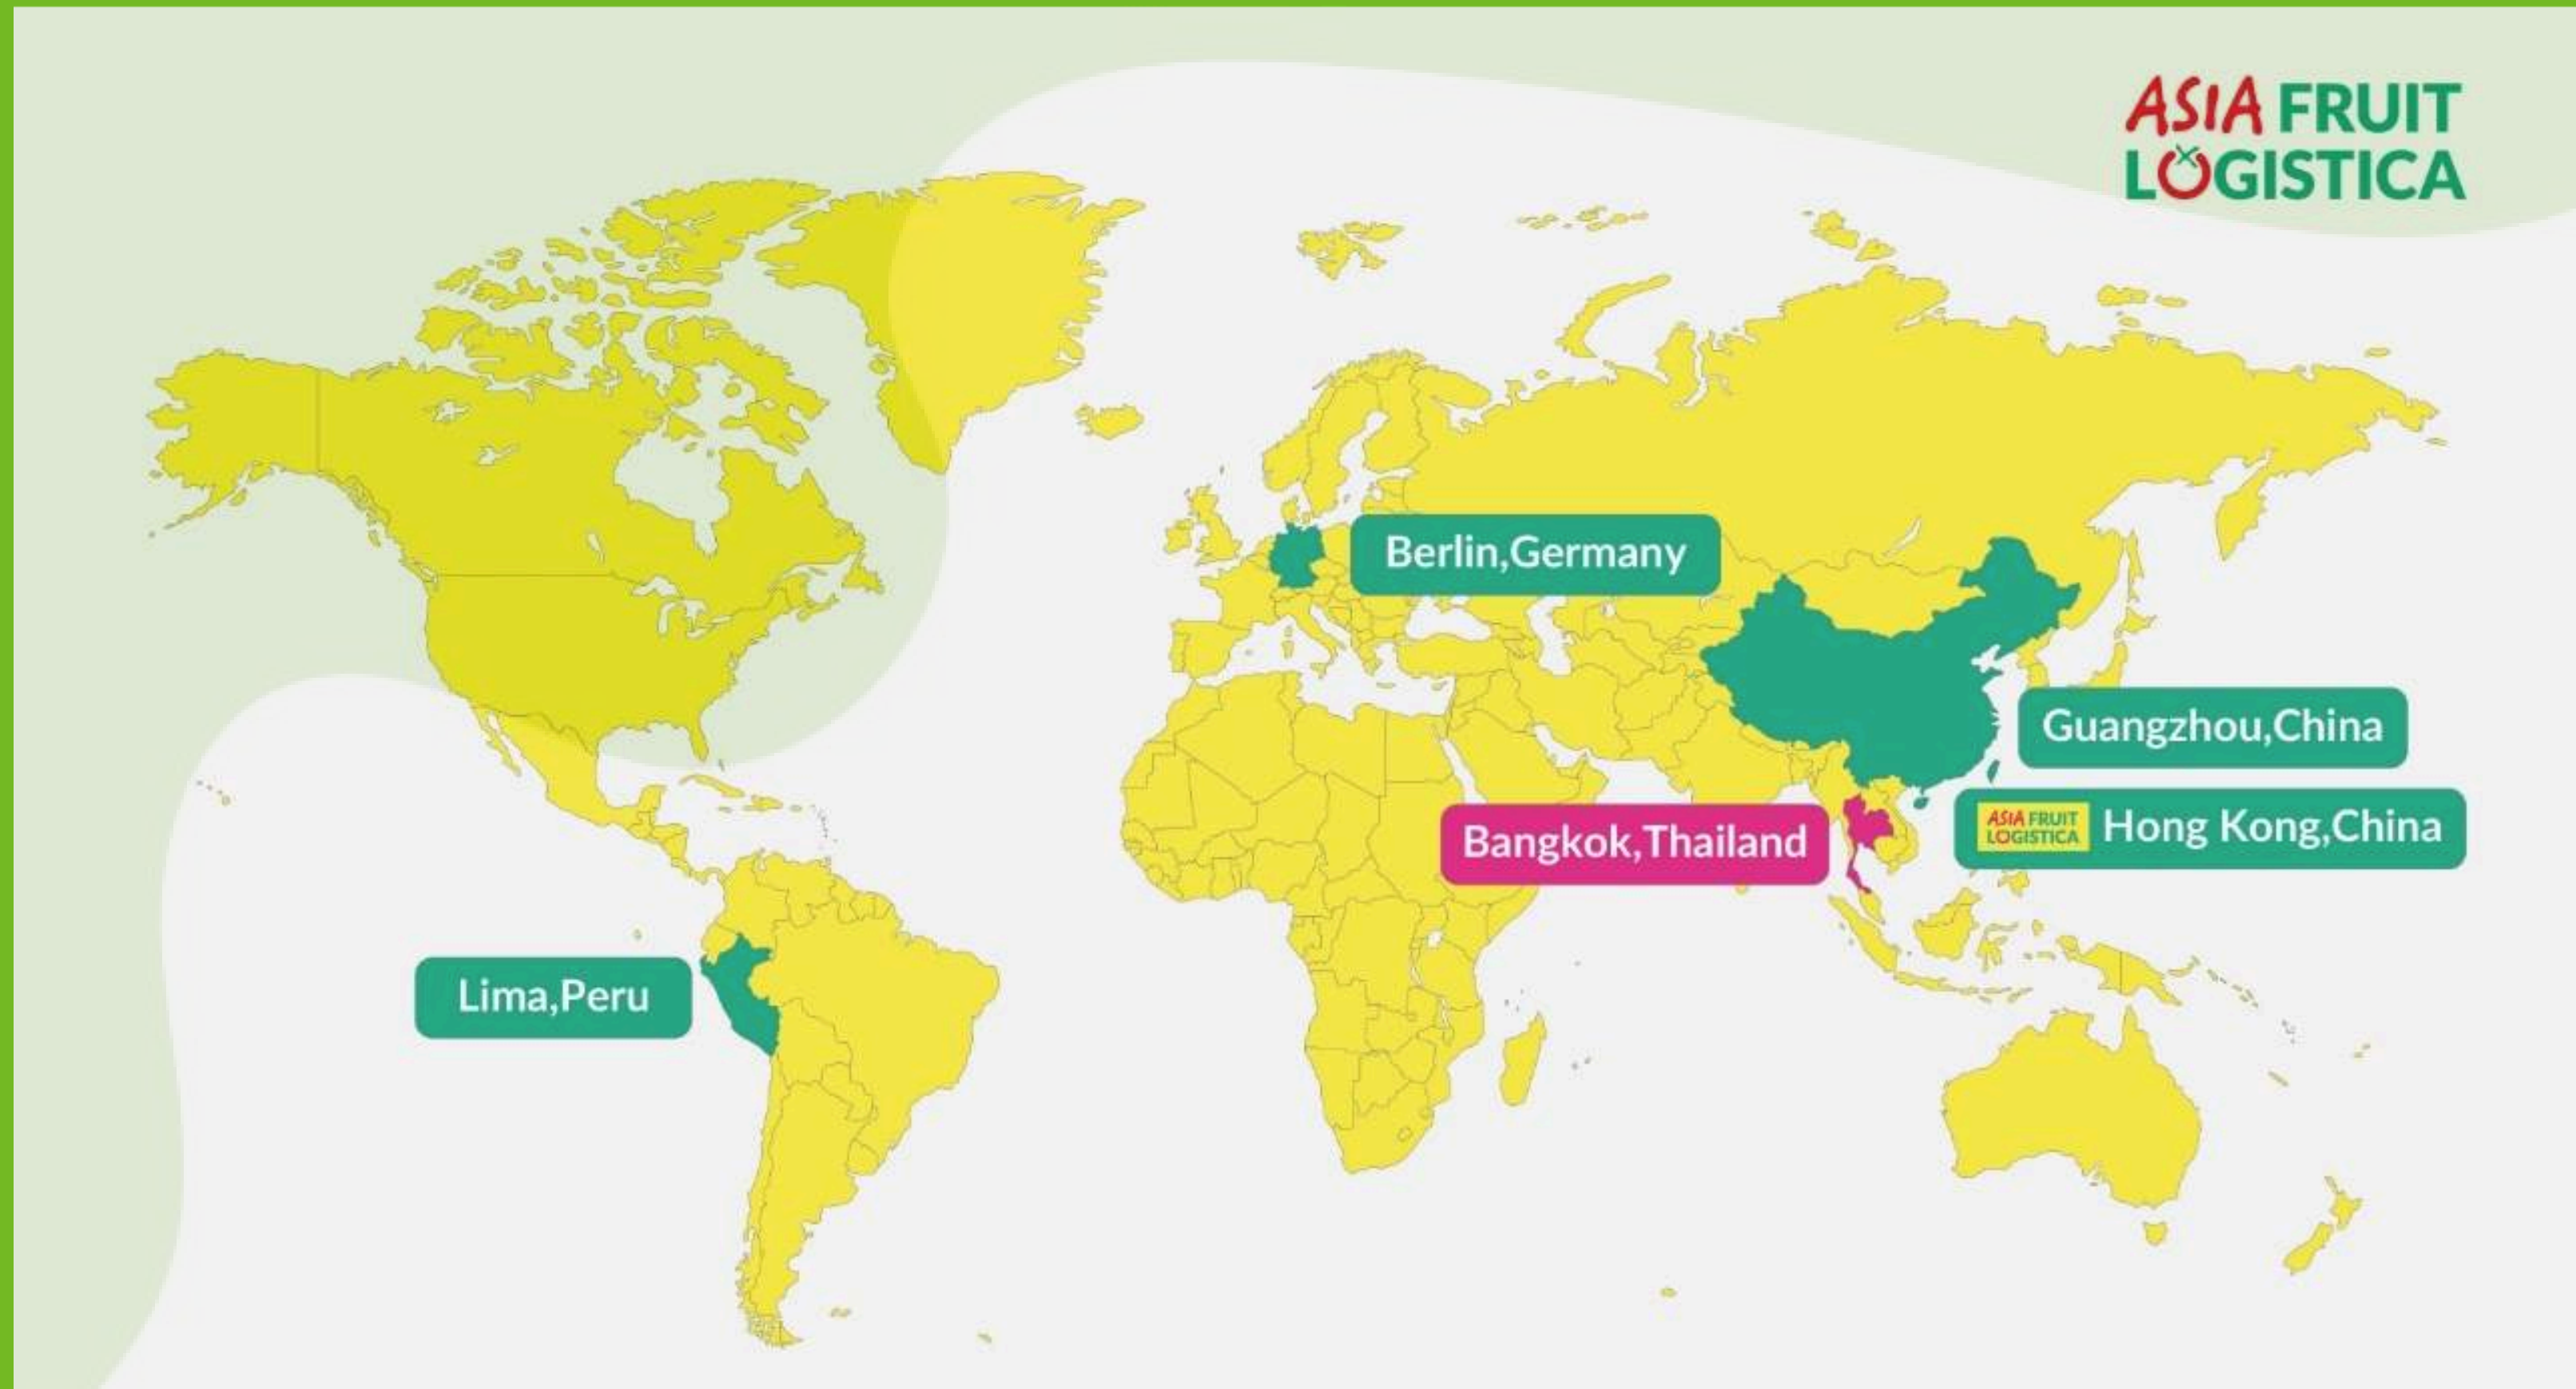 ASIA FRUIT
LOGISTICA
Berlin,Germany
Guangzhou,China
ASIA FRUIT
LOGISTICA
Hong Kong,China
Bangkok,Thailand
Lima,Peru